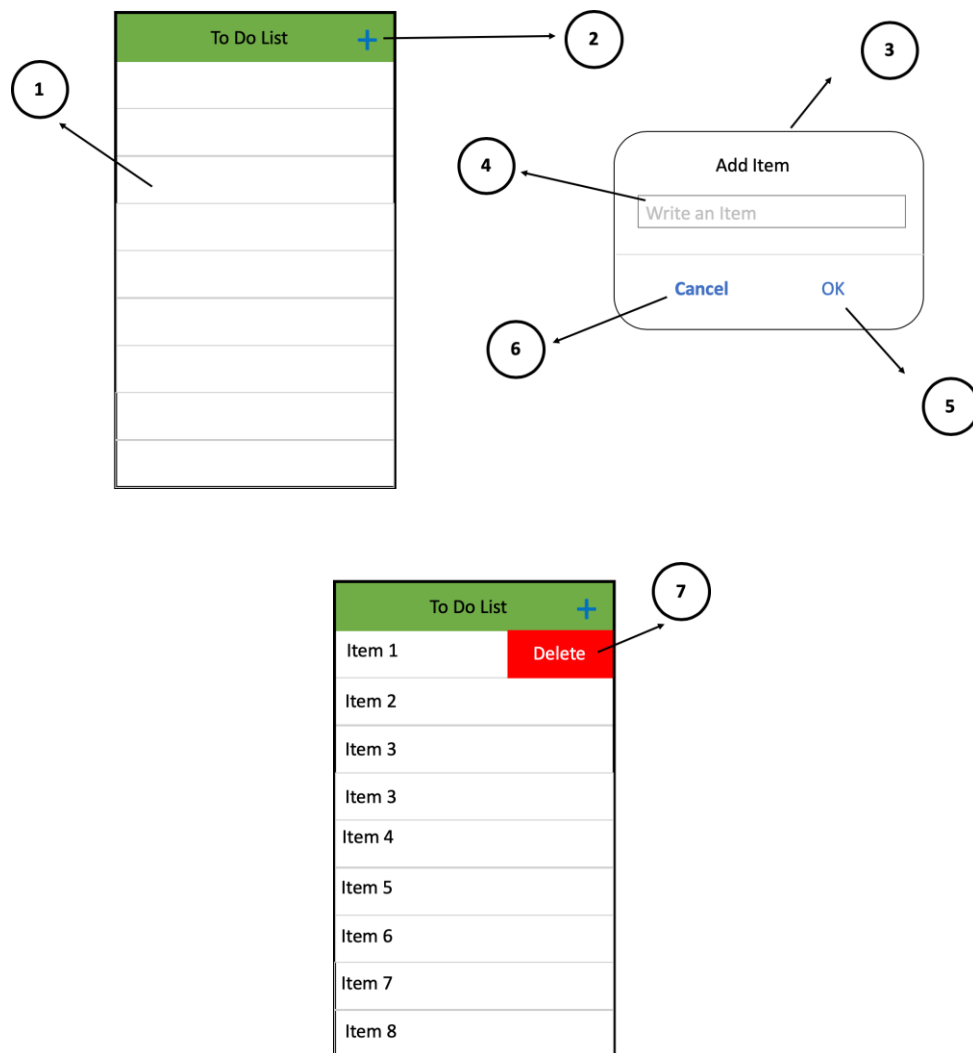 To Do List +
2
3
1
4
Add Item
Write an Item
Cancel OK
6
5
7
To Do List +
Item 1 Delete
Item 2
Item 3
Item 3
Item 4
Item 5
Item 6
Item 7
Item 8